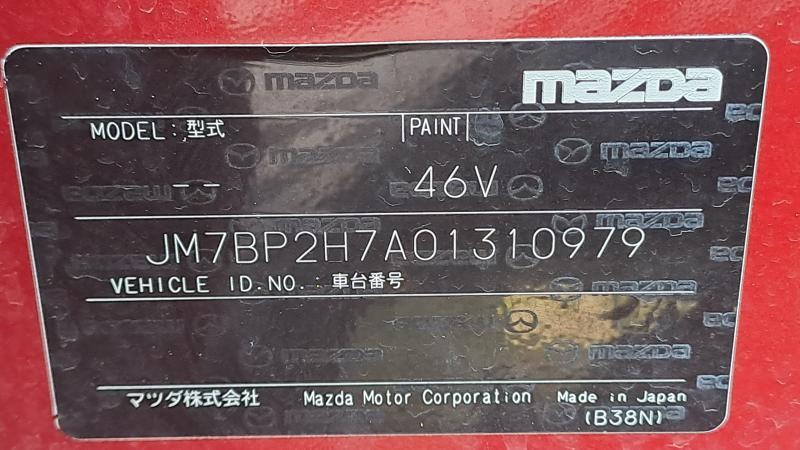 mazda
MODEL：型式 PAINT
-- 46V
JM7BP2H7A01310979
VEHICLE ID.NO.：車台番号
マツダ株式会社 Mazda Motor Corporation Made in Japan
(B38N)